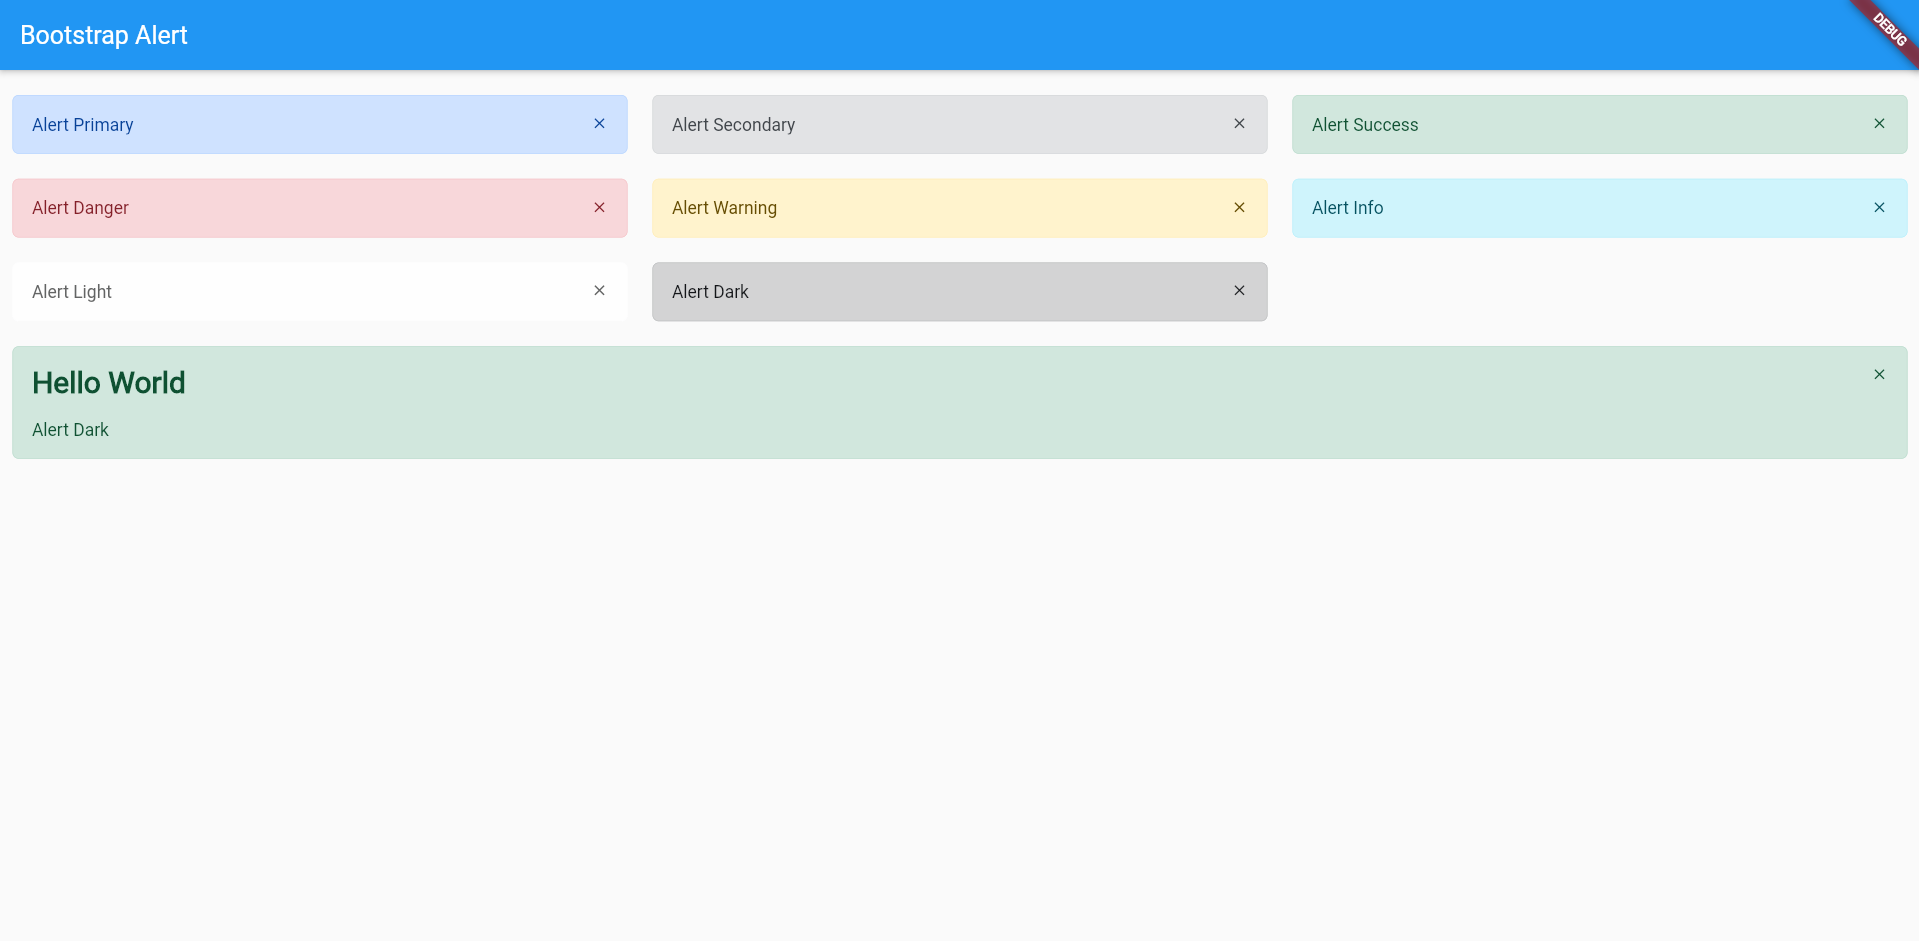 Bootstrap Alert
DEBUG
Alert Primary
Alert Secondary
Alert Success
Alert Danger
Alert Warning
Alert Info
Alert Light
Alert Dark
Hello World
Alert Dark